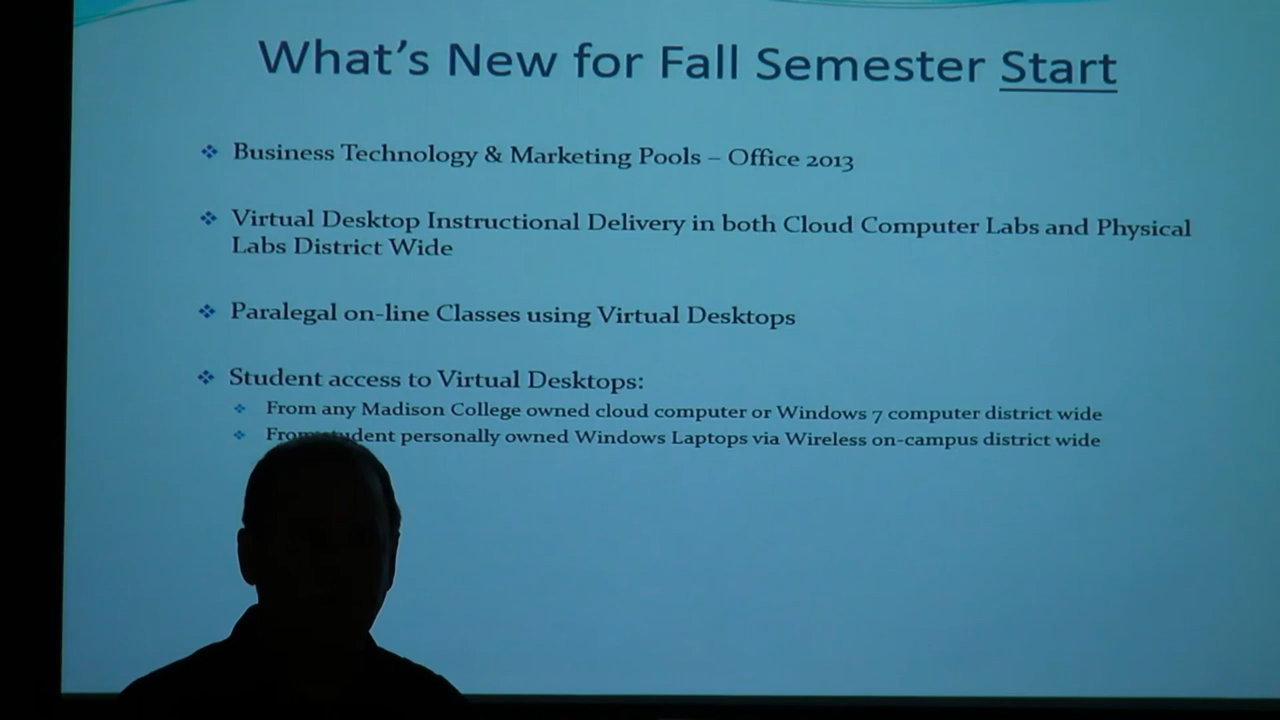 What's New for Fall Semester Start
Business Technology & Marketing Pools – Office 2013
Virtual Desktop Instructional Delivery in both Cloud Computer Labs and Physical
Labs District Wide
Paralegal on-line Classes using Virtual Desktops
Student access to Virtual Desktops:
From any Madison College owned cloud computer or Windows 7 computer district wide
From student personally owned Windows Laptops via Wireless on-campus district wide